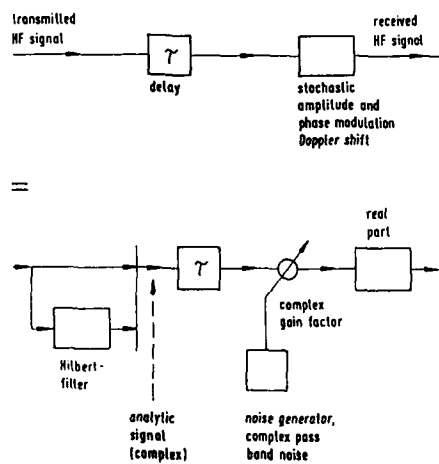 transmitted
HF signal
received
HF signal
τ
delay
stochastic
amplitude and
phase modulation
Doppler shift
=
real
part
τ
complex
gain factor
Hilbert-
filter
analytic
signal
(complex)
noise generator,
complex pass
band noise